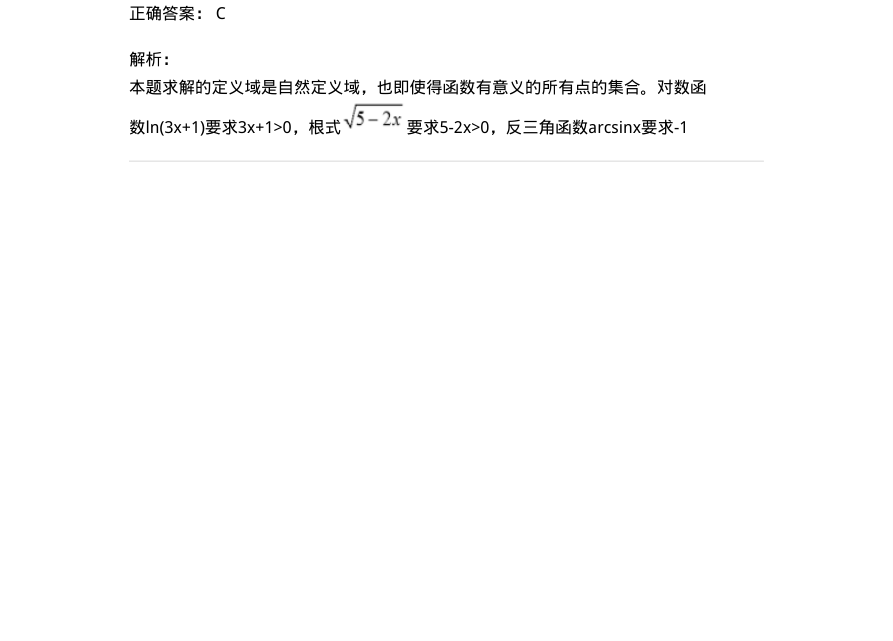 正确答案： C
解析：
本题求解的定义域是自然定义域，也即使得函数有意义的所有点的集合。对数函
数ln(3x+1)要求3x+1>0，根式√(5−2x) 要求5-2x>0，反三角函数arcsinx要求-1